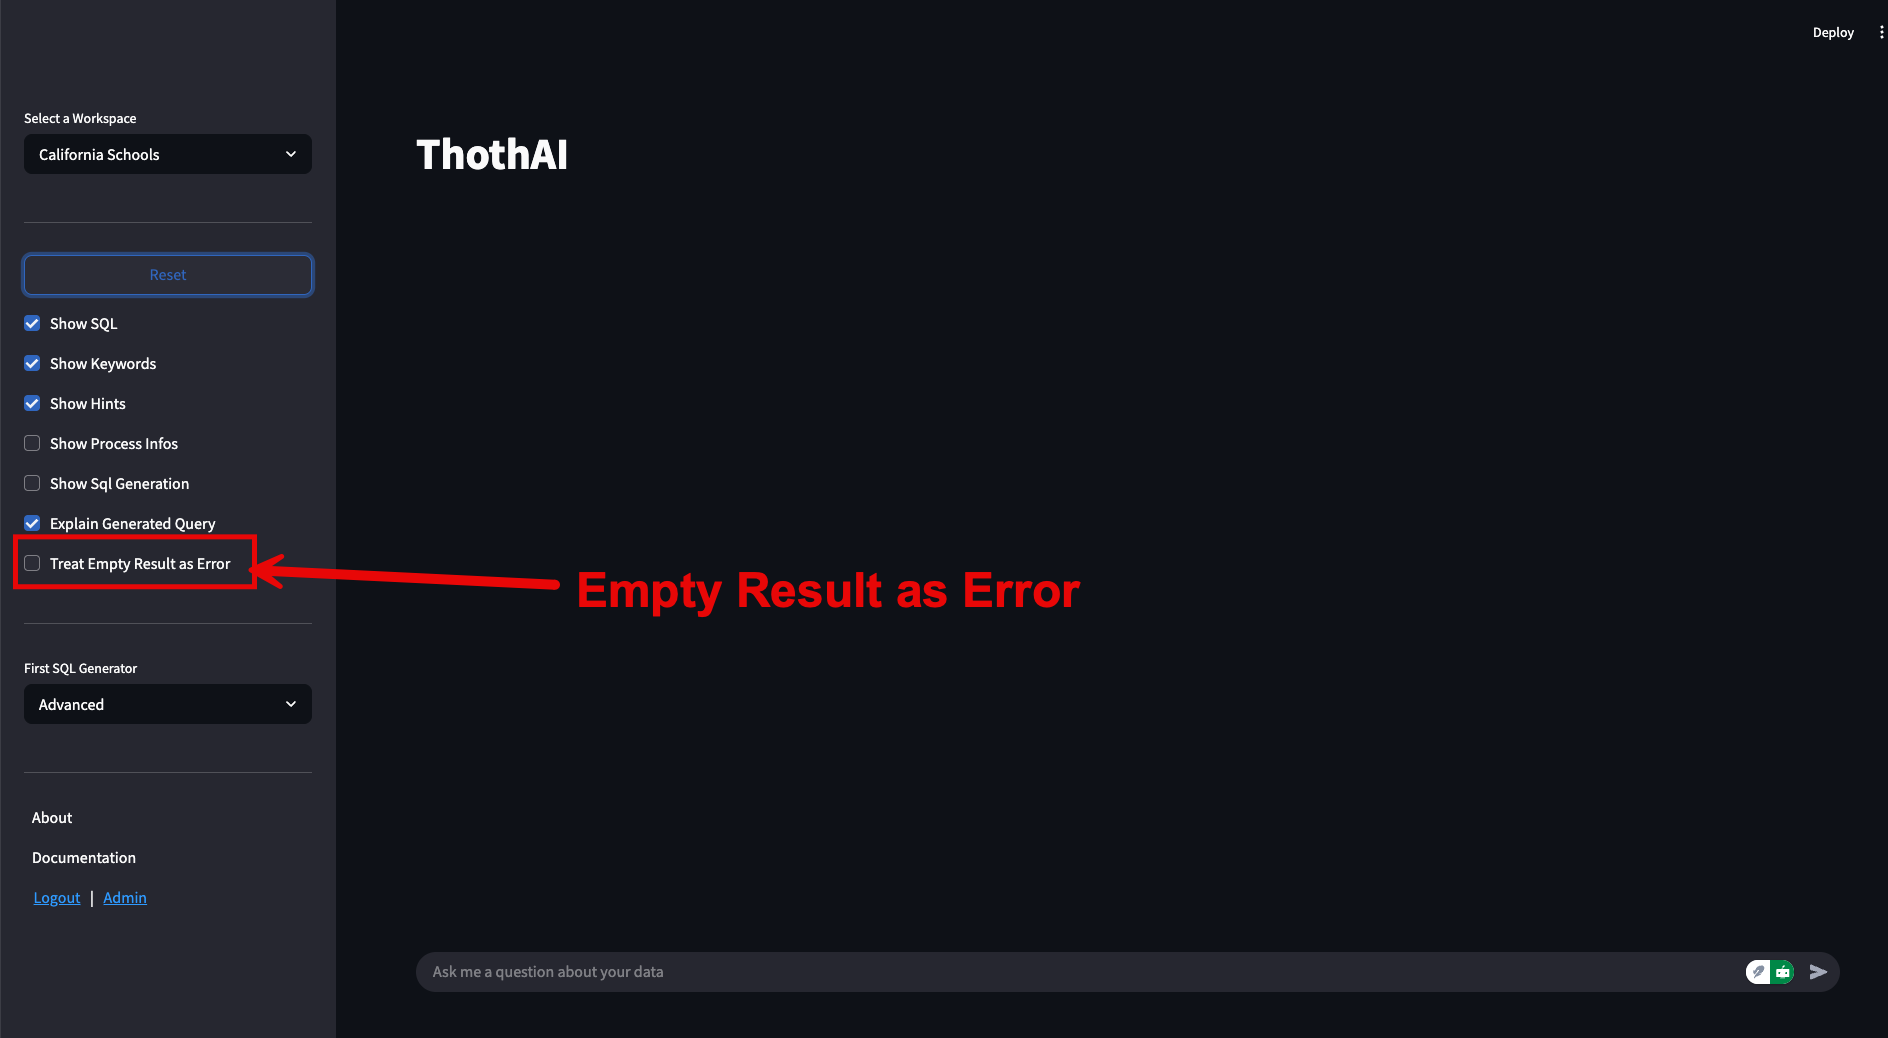 Deploy
Select a Workspace
California Schools
ThothAI
Reset
Show SQL
Show Keywords
Show Hints
Show Process Infos
Show Sql Generation
Explain Generated Query
Treat Empty Result as Error
Empty Result as Error
First SQL Generator
Advanced
About
Documentation
Logout | Admin
Ask me a question about your data